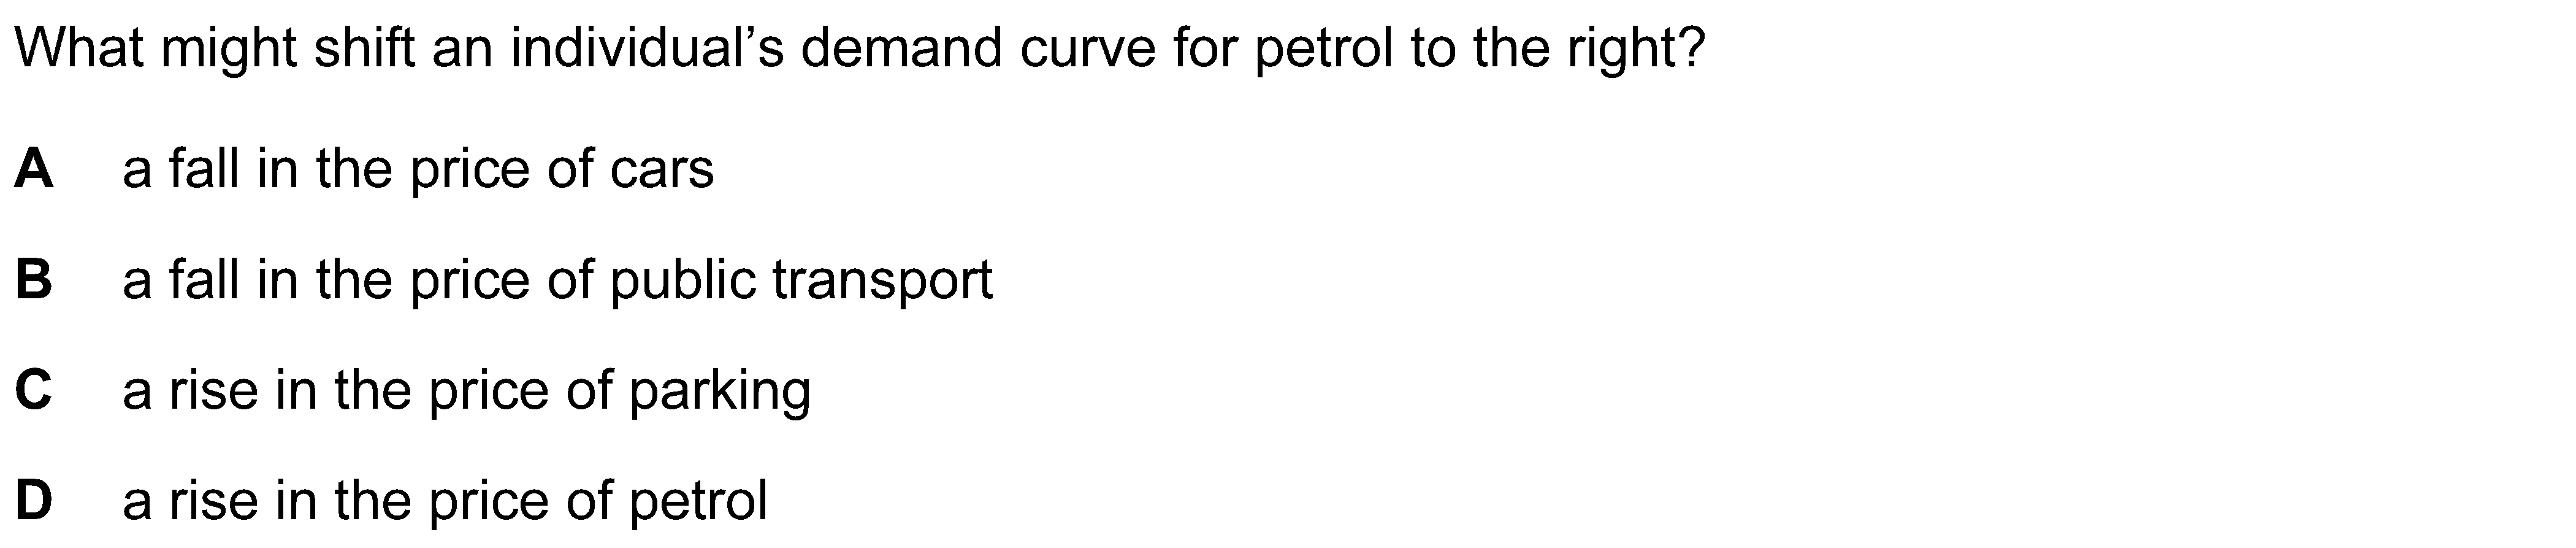 What might shift an individual’s demand curve for petrol to the right?
A a fall in the price of cars
B a fall in the price of public transport
C a rise in the price of parking
D a rise in the price of petrol